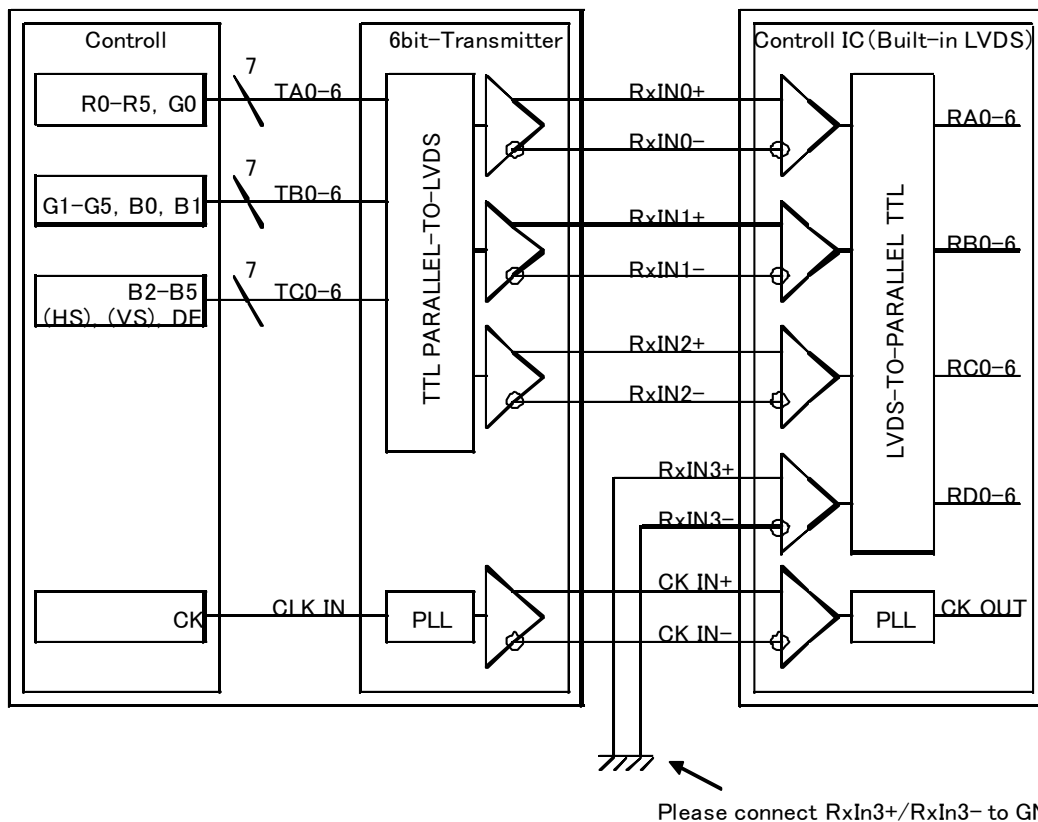 Controll
6bit-Transmitter
Controll IC(Built-in LVDS)
7
R0-R5, G0
TA0-6
RxIN0+
RA0-6
RxIN0-
7
G1-G5, B0, B1
TB0-6
RxIN1+
RB0-6
RxIN1-
7
B2-B5
(HS), (VS), DE
TC0-6
TTL PARALLEL-TO-LVDS
LVDS-TO-PARALLEL TTL
RxIN2+
RC0-6
RxIN2-
RxIN3+
RD0-6
RxIN3-
CK
CLK IN
PLL
CK IN+
CK IN-
PLL
CK OUT
Please connect RxIn3+/RxIn3- to